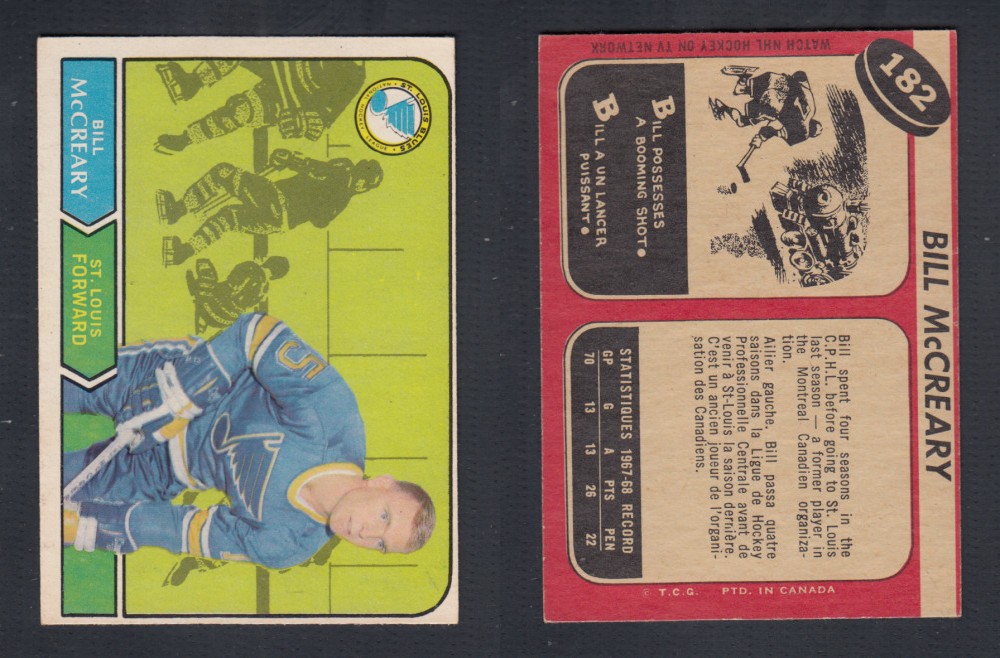 BILL
McCREARY
ST. LOUIS
FORWARD
ST. LOUIS BLUES
NATIONAL HOCKEY LEAGUE
5
182
BILL McCREARY
WATCH NHL HOCKEY ON TV NETWORK
BILL POSSESSES
A BOOMING SHOT.
BILL A UN LANCER
PUISSANT.
Bill spent four seasons in the
C.P.H.L. before going to St. Louis
last season — a former player in
the Montreal Canadien organiza-
tion.
Ailier gauche. Bill passa quatre
saisons dans la Ligue de Hockey
Professionnelle Centrale avant de
venir à St-Louis la saison dernière.
C'est un ancien joueur de l'organi-
sation des Canadiens.
STATISTIQUES 1967-68 RECORD
GP G A PTS PEN
70 13 13 26 22
© T.C.G. PTD. IN CANADA